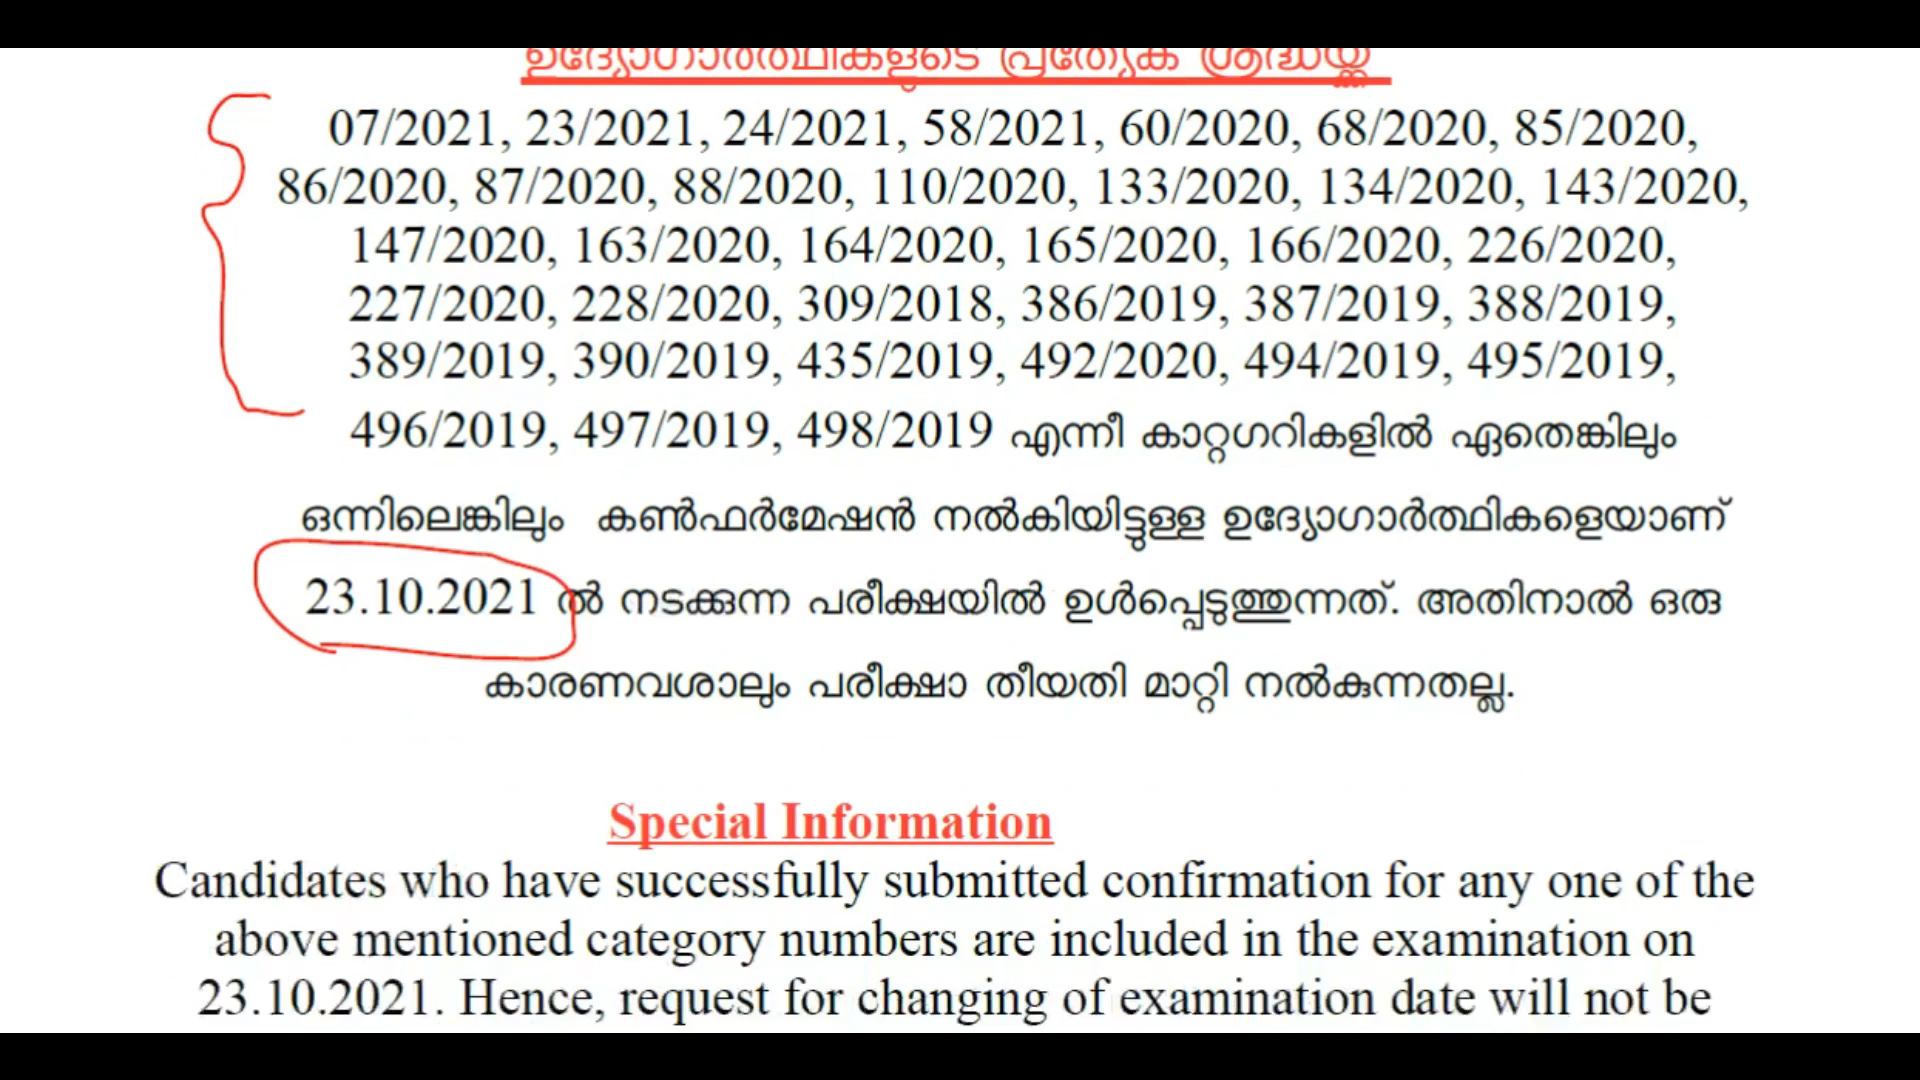 ഉദ്യോഗാർത്ഥികളുടെ പ്രത്യേക ശ്രദ്ധയ്ക്ക്
07/2021, 23/2021, 24/2021, 58/2021, 60/2020, 68/2020, 85/2020,
86/2020, 87/2020, 88/2020, 110/2020, 133/2020, 134/2020, 143/2020,
147/2020, 163/2020, 164/2020, 165/2020, 166/2020, 226/2020,
227/2020, 228/2020, 309/2018, 386/2019, 387/2019, 388/2019,
389/2019, 390/2019, 435/2019, 492/2020, 494/2019, 495/2019,
496/2019, 497/2019, 498/2019 എന്നീ കാറ്റഗറികളിൽ ഏതെങ്കിലും
ഒന്നിലെങ്കിലും കൺഫർമേഷൻ നൽകിയിട്ടുള്ള ഉദ്യോഗാർത്ഥികളെയാണ്
23.10.2021 ൽ നടക്കുന്ന പരീക്ഷയിൽ ഉൾപ്പെടുത്തുന്നത്. അതിനാൽ ഒരു
കാരണവശാലും പരീക്ഷാ തീയതി മാറ്റി നൽകുന്നതല്ല.
Special Information
Candidates who have successfully submitted confirmation for any one of the
above mentioned category numbers are included in the examination on
23.10.2021. Hence, request for changing of examination date will not be